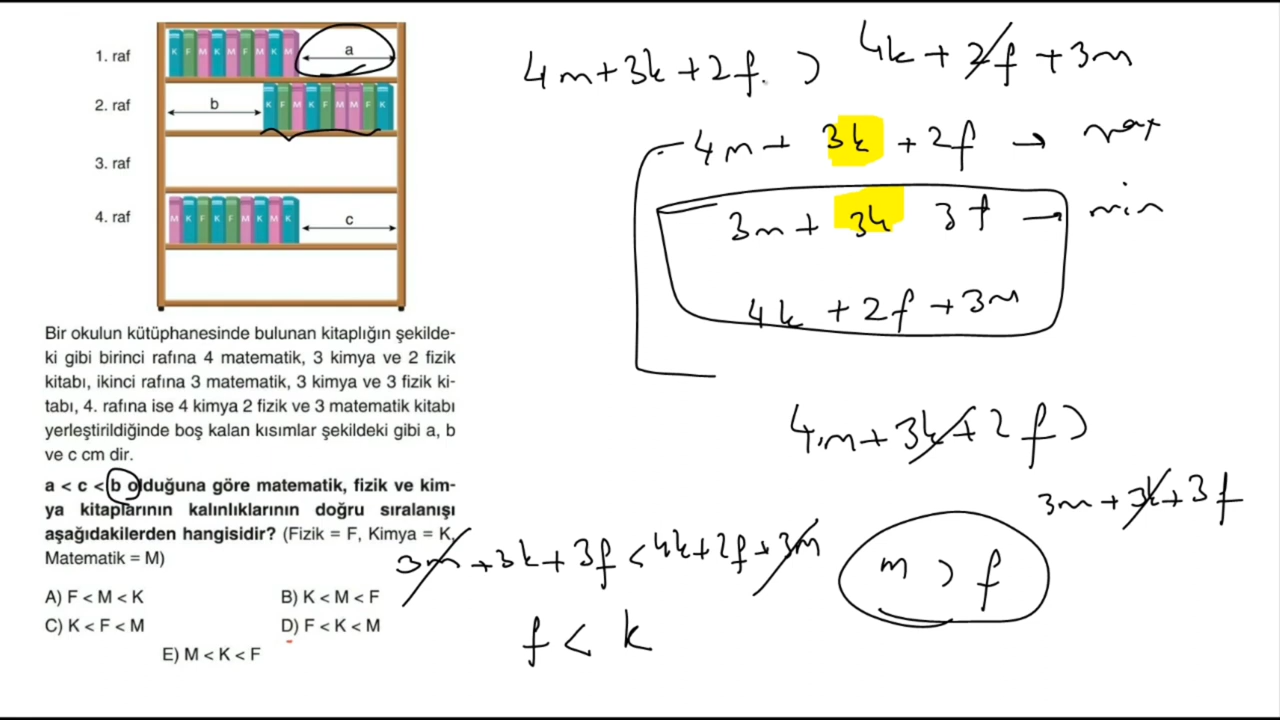 1. raf
K F M K M F M K M
a
2. raf
b
K F M K F M M F K
3. raf
4. raf
M K F K F M K M K
c
Bir okulun kütüphanesinde bulunan kitaplığın şekilde-
ki gibi birinci rafına 4 matematik, 3 kimya ve 2 fizik
kitabı, ikinci rafına 3 matematik, 3 kimya ve 3 fizik ki-
tabı, 4. rafına ise 4 kimya 2 fizik ve 3 matematik kitabı
yerleştirildiğinde boş kalan kısımlar şekildeki gibi a, b
ve c cm dir.
a < c < b olduğuna göre matematik, fizik ve kim-
ya kitaplarının kalınlıklarının doğru sıralanışı
aşağıdakilerden hangisidir? (Fizik = F, Kimya = K,
Matematik = M)
A) F < M < K
B) K < M < F
C) K < F < M
D) F < K < M
E) M < K < F
4m+3k+2f. > 4k+2f+3m
4m+ 3k +2f → max
3m+ 3k 3f → min
4k +2f+3m
4m+3k+2f >
3m+3k+3f
3m+3k+3f<4k+2f+3m
m > f
f < k